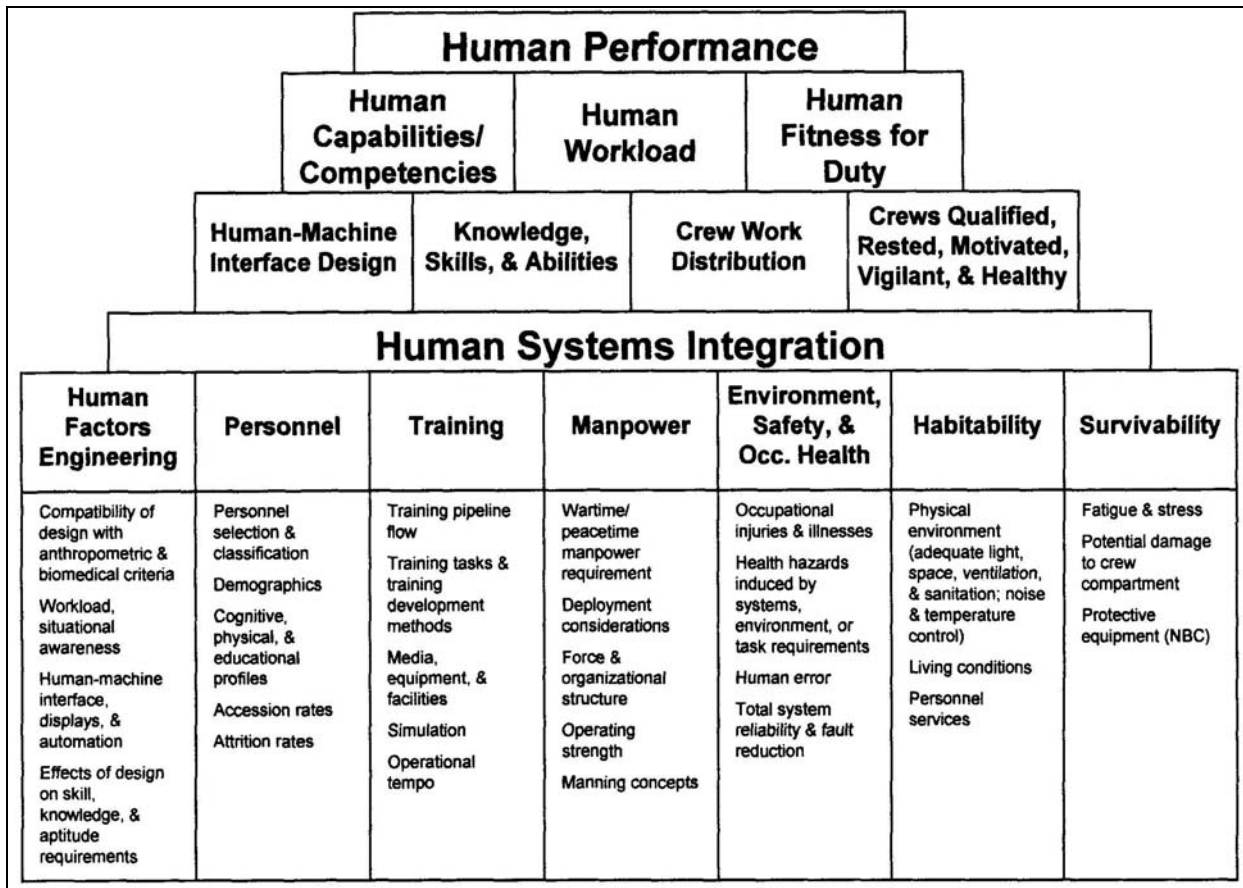 Human Performance
Human
Capabilities/
Competencies
Human
Workload
Human
Fitness for
Duty
Human-Machine
Interface Design
Knowledge,
Skills, & Abilities
Crew Work
Distribution
Crews Qualified,
Rested, Motivated,
Vigilant, & Healthy
Human Systems Integration
Human
Factors
Engineering
Personnel
Training
Manpower
Environment,
Safety, &
Occ. Health
Habitability
Survivability
Compatibility of
design with
anthropometric &
biomedical criteria
Workload,
situational
awareness
Human-machine
interface,
displays, &
automation
Effects of design
on skill,
knowledge, &
aptitude
requirements
Personnel
selection &
classification
Demographics
Cognitive,
physical, &
educational
profiles
Accession rates
Attrition rates
Training pipeline
flow
Training tasks &
training
development
methods
Media,
equipment, &
facilities
Simulation
Operational
tempo
Wartime/
peacetime
manpower
requirement
Deployment
considerations
Force &
organizational
structure
Operating
strength
Manning concepts
Occupational
injuries & illnesses
Health hazards
induced by
systems,
environment, or
task requirements
Human error
Total system
reliability & fault
reduction
Physical
environment
(adequate light,
space, ventilation,
& sanitation; noise
& temperature
control)
Living conditions
Personnel
services
Fatigue & stress
Potential damage
to crew
compartment
Protective
equipment (NBC)